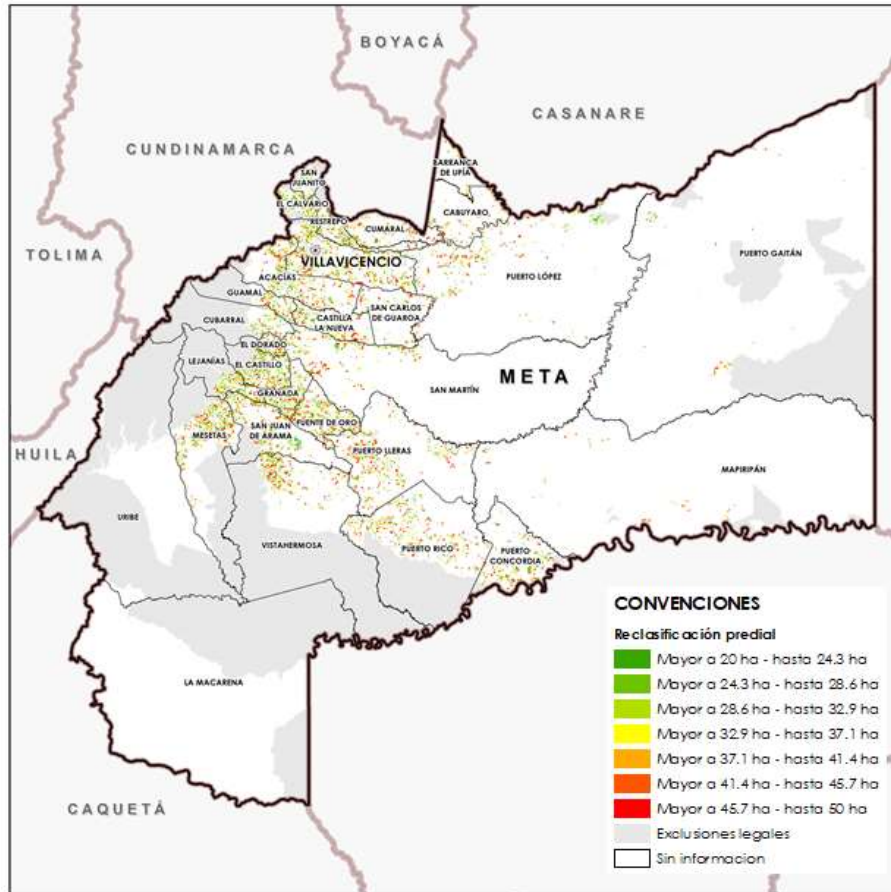 BOYACÁ
CASANARE
CUNDINAMARCA
TOLIMA
HUILA
CAQUETÁ
META
BARRANCA
DE UPÍA
SAN
JUANITO
EL CALVARIO
RESTREPO
CUMARAL
CABUYARO
VILLAVICENCIO
PUERTO LÓPEZ
PUERTO GAITÁN
ACACÍAS
GUAMAL
CASTILLA
LA NUEVA
SAN CARLOS
DE GUAROA
CUBARRAL
EL DORADO
LEJANÍAS
EL CASTILLO
SAN MARTÍN
GRANADA
MESETAS
SAN JUAN
DE ARAMA
FUENTE DE ORO
PUERTO LLERAS
MAPIRIPÁN
URIBE
VISTAHERMOSA
PUERTO RICO
PUERTO
CONCORDIA
LA MACARENA
CONVENCIONES
Reclasificación predial
Mayor a 20 ha - hasta 24.3 ha
Mayor a 24.3 ha - hasta 28.6 ha
Mayor a 28.6 ha - hasta 32.9 ha
Mayor a 32.9 ha - hasta 37.1 ha
Mayor a 37.1 ha - hasta 41.4 ha
Mayor a 41.4 ha - hasta 45.7 ha
Mayor a 45.7 ha - hasta 50 ha
Exclusiones legales
Sin informacion